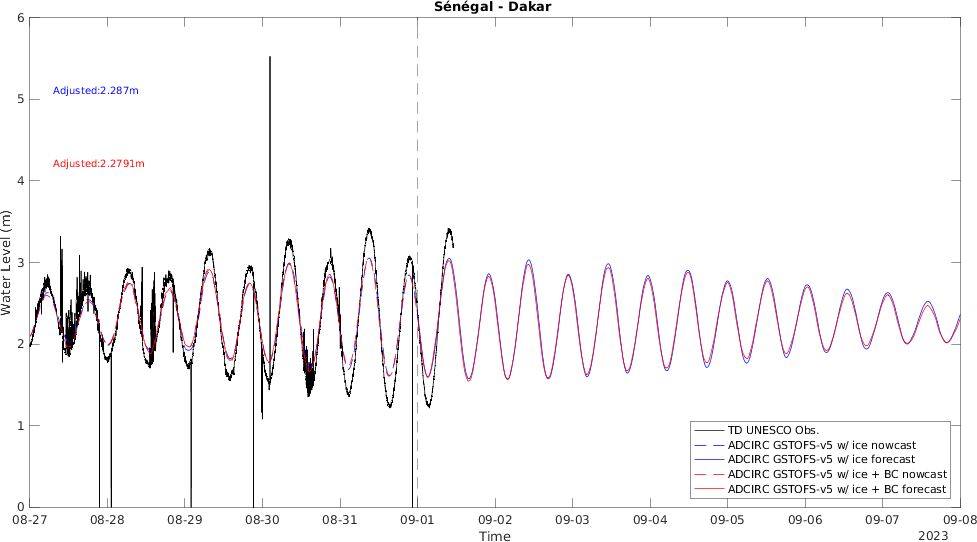 Sénégal - Dakar
6
5
4
3
2
1
0
Water Level (m)
Adjusted:2.287m
Adjusted:2.2791m
TD UNESCO Obs.
ADCIRC GSTOFS-v5 w/ ice nowcast
ADCIRC GSTOFS-v5 w/ ice forecast
ADCIRC GSTOFS-v5 w/ ice + BC nowcast
ADCIRC GSTOFS-v5 w/ ice + BC forecast
08-27 08-28 08-29 08-30 08-31 09-01 09-02 09-03 09-04 09-05 09-06 09-07 09-08
Time
2023